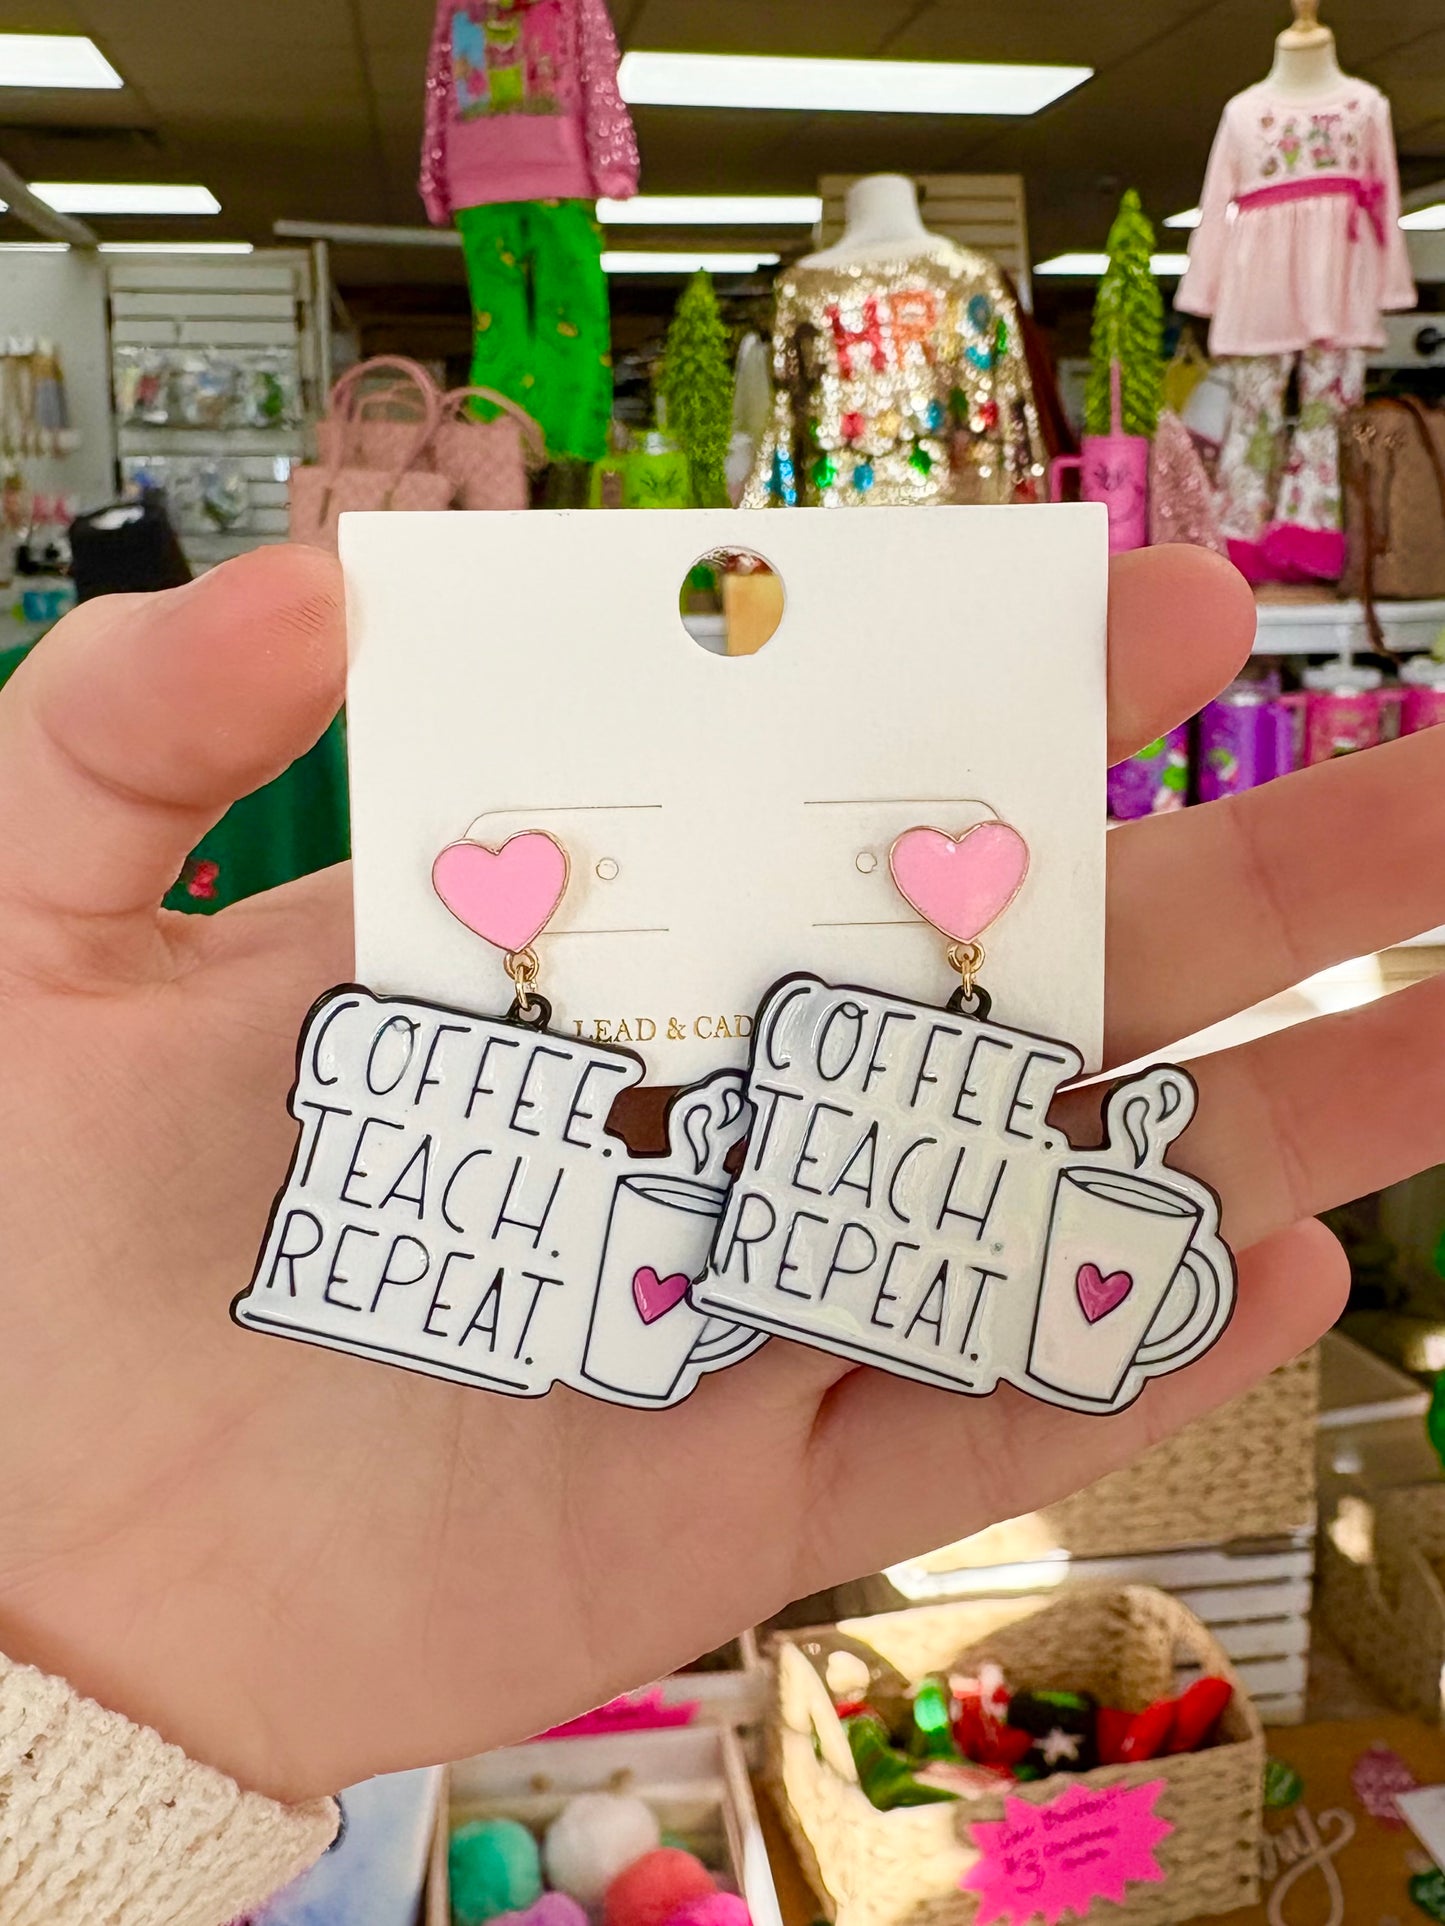 LEAD & CAD
COFFEE.
TEACH.
REPEAT.
COFFEE.
TEACH.
REPEAT.